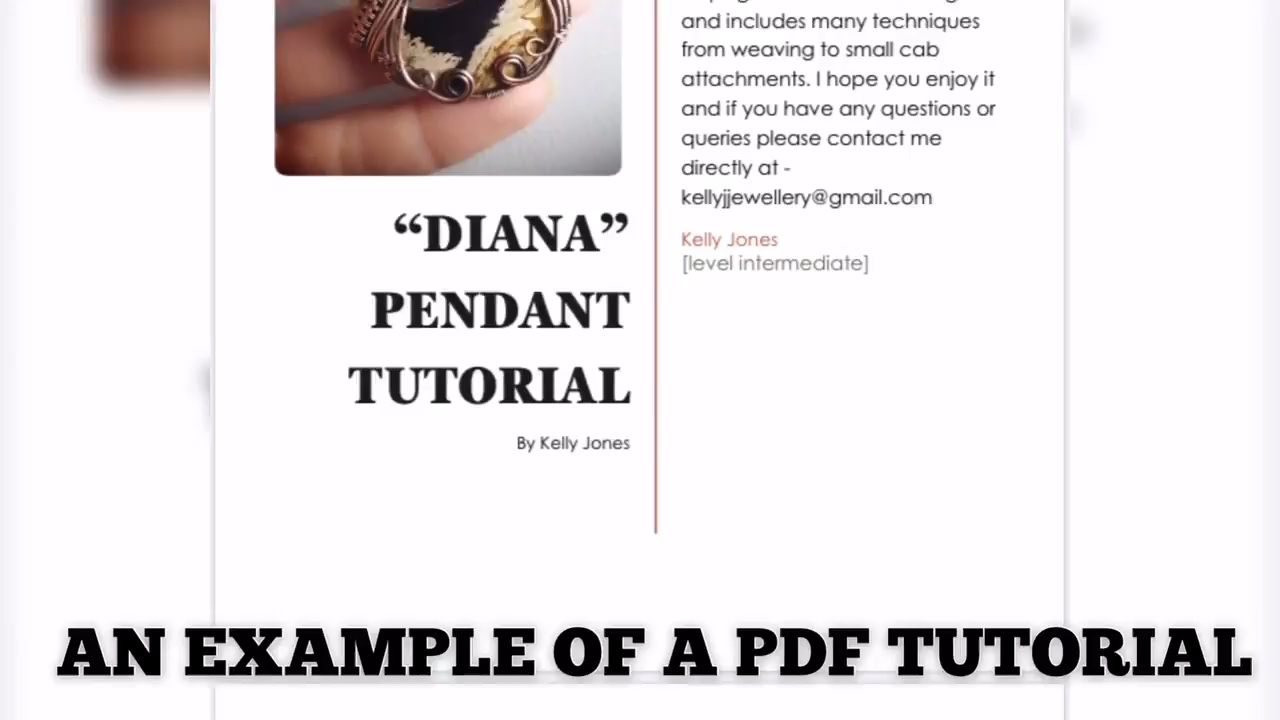 and includes many techniques
from weaving to small cab
attachments. I hope you enjoy it
and if you have any questions or
queries please contact me
directly at -
kellyjjewellery@gmail.com
Kelly Jones
[level intermediate]
“DIANA”
PENDANT
TUTORIAL
By Kelly Jones
AN EXAMPLE OF A PDF TUTORIAL